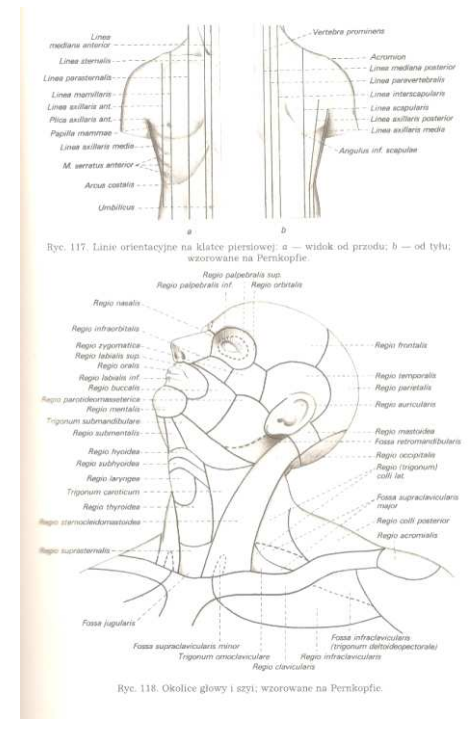 Linea
mediana anterior
Linea sternalis
Linea parasternalis
Linea mamillaris
Linea axillaris ant.
Plica axillaris ant.
Papilla mammae
Linea axillaris media
M. serratus anterior
Arcus costalis
Umbilicus
Vertebra prominens
Acromion
Linea mediana posterior
Linea paravertebralis
Linea interscapularis
Linea scapularis
Linea axillaris posterior
Linea axillaris media
Angulus inf. scapulae
a
b
Ryc. 117. Linie orientacyjne na klatce piersiowej: a — widok od przodu; b — od tyłu;
wzorowane na Pernkopfie.
Regio palpebralis sup.
Regio palpebralis inf.
Regio orbitalis
Regio nasalis
Regio infraorbitalis
Regio zygomatica
Regio labialis sup.
Regio oralis
Regio labialis inf.
Regio buccalis
Regio parotideomasseterica
Regio mentalis
Trigonum submandibulare
Regio submentalis
Regio hyoidea
Regio subhyoidea
Regio laryngea
Trigonum caroticum
Regio thyroidea
Regio sternocleidomastoidea
Regio suprasternalis
Regio frontalis
Regio temporalis
Regio parietalis
Regio auricularis
Regio mastoidea
Fossa retromandibularis
Regio occipitalis
Regio (trigonum)
colli lat.
Fossa supraclavicularis
major
Regio colli posterior
Regio acromialis
Fossa jugularis
Fossa supraclavicularis minor
Trigonum omoclaviculare
Regio clavicularis
Regio infraclavicularis
Fossa infraclavicularis
(trigonum deltoideopectorale)
Ryc. 118. Okolice głowy i szyi; wzorowane na Pernkopfie.